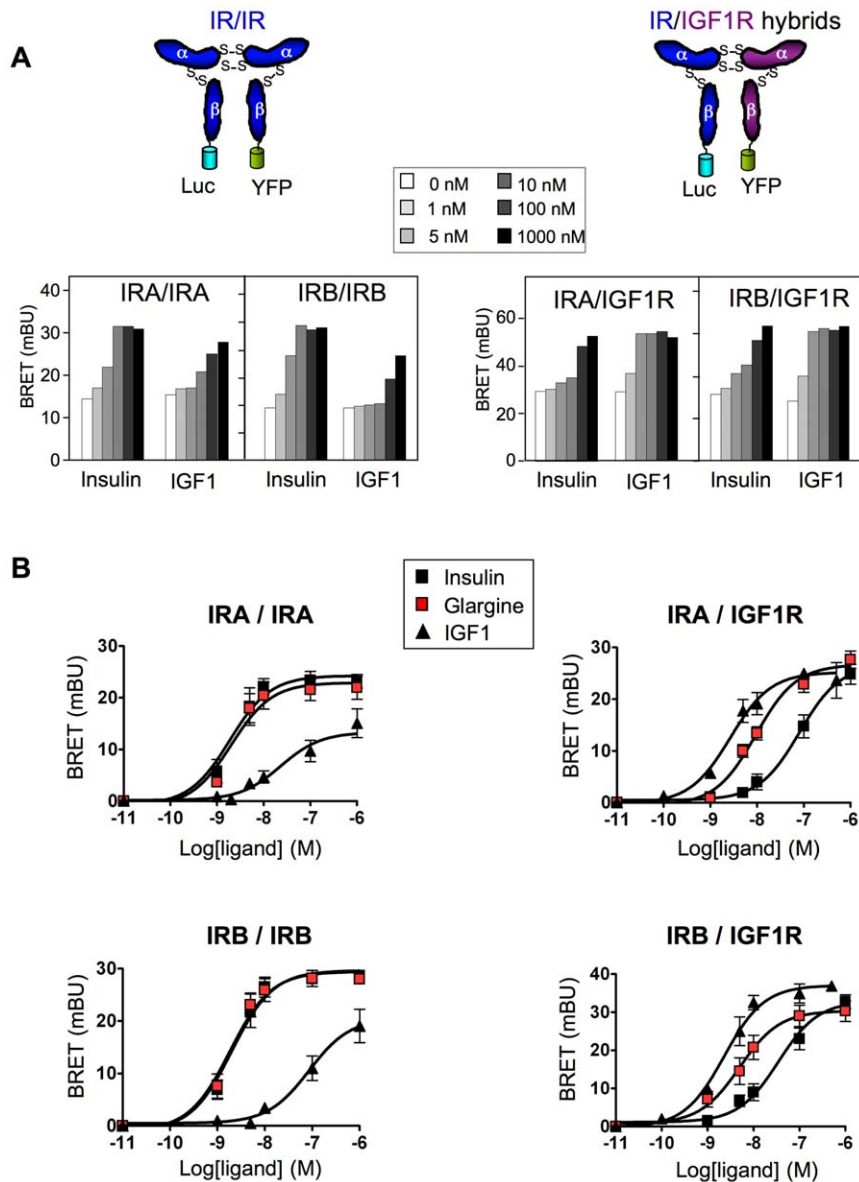 A
IR/IR
α
α
S
S
S-S
S-S
S
S
β
β
Luc
YFP
IR/IGF1R hybrids
α
α
S
S
S-S
S-S
S
S
β
β
Luc
YFP
0 nM
10 nM
1 nM
100 nM
5 nM
1000 nM
BRET (mBU)
40
30
20
10
0
IRA/IRA
IRB/IRB
Insulin
IGF1
Insulin
IGF1
BRET (mBU)
60
40
20
0
IRA/IGF1R
IRB/IGF1R
Insulin
IGF1
Insulin
IGF1
B
Insulin
Glargine
IGF1
IRA / IRA
BRET (mBU)
30
20
10
0
-11 -10 -9 -8 -7 -6
Log[ligand] (M)
IRA / IGF1R
BRET (mBU)
30
20
10
0
-11 -10 -9 -8 -7 -6
Log[ligand] (M)
IRB / IRB
BRET (mBU)
30
20
10
0
-11 -10 -9 -8 -7 -6
Log[ligand] (M)
IRB / IGF1R
BRET (mBU)
40
30
20
10
0
-11 -10 -9 -8 -7 -6
Log[ligand] (M)